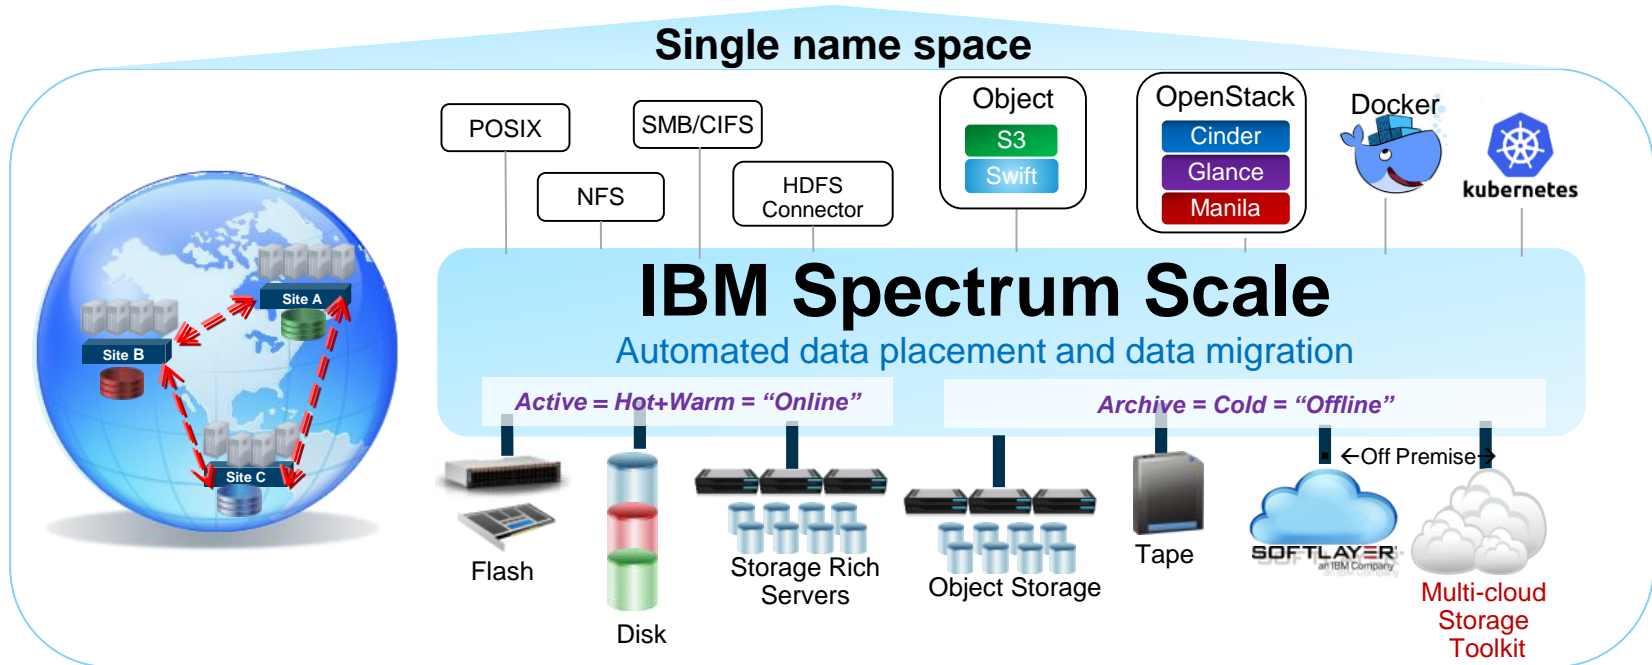 Single name space
POSIX
NFS
SMB/CIFS
HDFS
Connector
Object
S3
Swift
OpenStack
Cinder
Glance
Manila
Docker
kubernetes
Site A
Site B
Site C
IBM Spectrum Scale
Automated data placement and data migration
Active = Hot+Warm = “Online”
Archive = Cold = “Offline”
←Off Premise→
Flash
Disk
Storage Rich
Servers
Object Storage
Tape
SOFTLAYER
an IBM Company
Multi-cloud
Storage
Toolkit